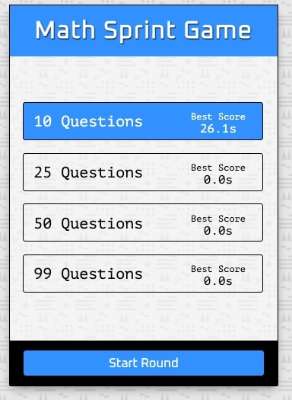 Math Sprint Game
10 Questions
Best Score
26.1s
25 Questions
Best Score
0.0s
50 Questions
Best Score
0.0s
99 Questions
Best Score
0.0s
Start Round